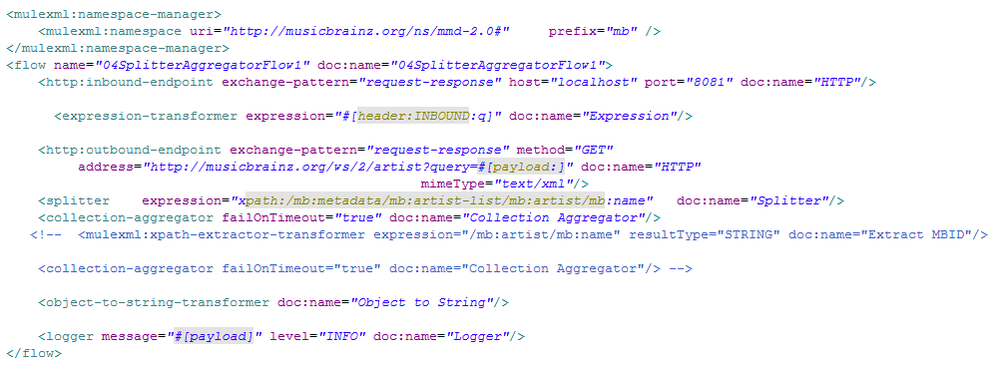 <mulexml:namespace-manager>
<mulexml:namespace uri="http://musicbrainz.org/ns/mmd-2.0#" prefix="mb" />
</mulexml:namespace-manager>
<flow name="04SplitterAggregatorFlow1" doc:name="04SplitterAggregatorFlow1">
<http:inbound-endpoint exchange-pattern="request-response" host="localhost" port="8081" doc:name="HTTP"/>
<expression-transformer expression="#[header:INBOUND:q]" doc:name="Expression"/>
<http:outbound-endpoint exchange-pattern="request-response" method="GET"
address="http://musicbrainz.org/ws/2/artist?query=#[payload:]" doc:name="HTTP"
mimeType="text/xml"/>
<splitter expression="xpath:/mb:metadata/mb:artist-list/mb:artist/mb:name" doc:name="Splitter"/>
<collection-aggregator failOnTimeout="true" doc:name="Collection Aggregator"/>
<!-- <mulexml:xpath-extractor-transformer expression="/mb:artist/mb:name" resultType="STRING" doc:name="Extract MBID"/>
<collection-aggregator failOnTimeout="true" doc:name="Collection Aggregator"/> -->
<object-to-string-transformer doc:name="Object to String"/>
<logger message="#[payload]" level="INFO" doc:name="Logger"/>
</flow>